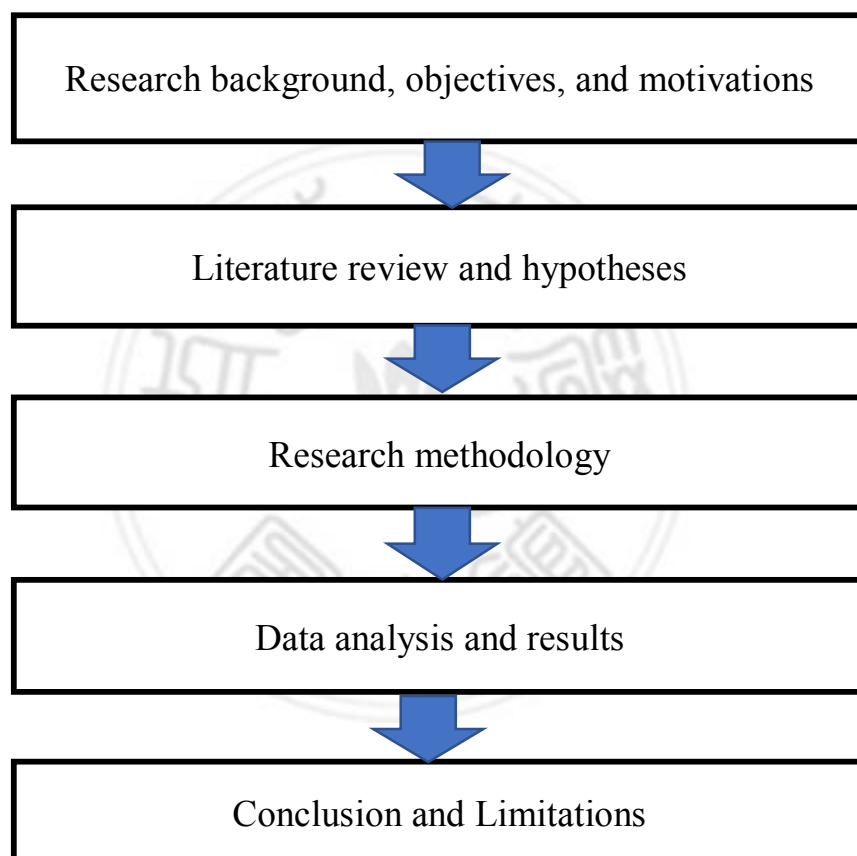 Research background, objectives, and motivations
Literature review and hypotheses
Research methodology
Data analysis and results
Conclusion and Limitations